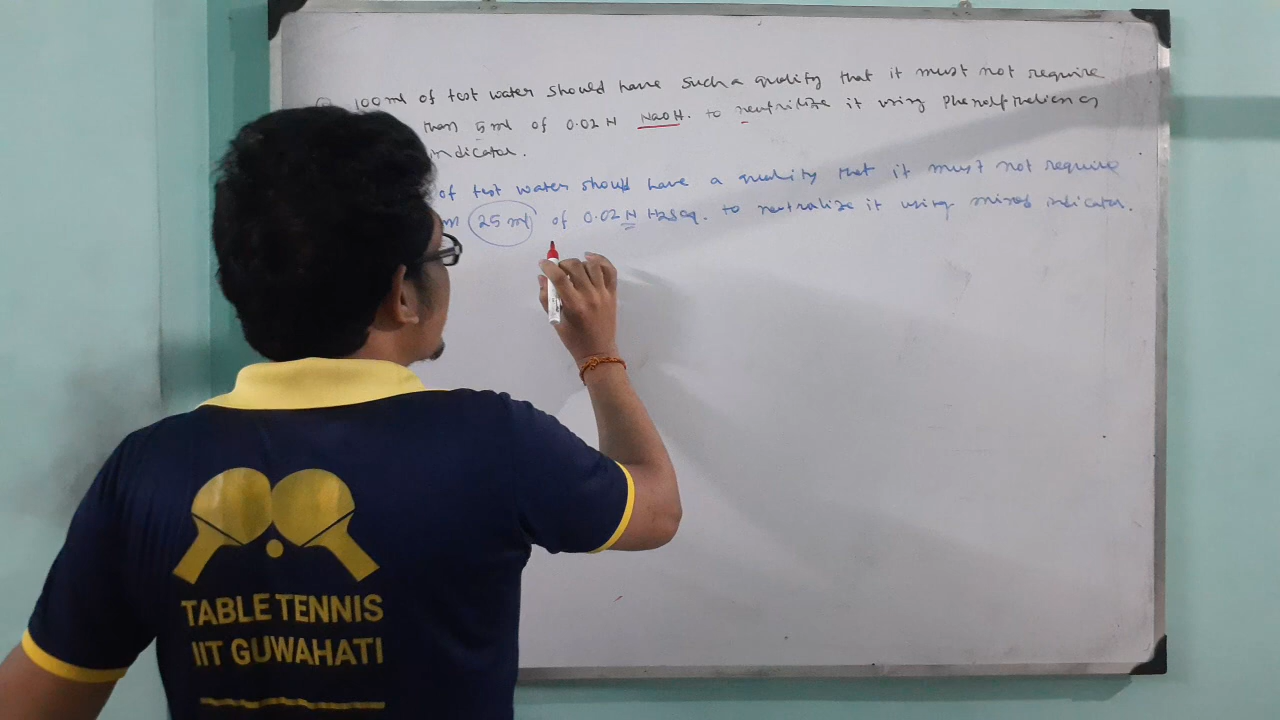 100 ml of test water should have such a quality that it must not require
than 5 ml of 0.02 N NaOH. to neutrilize it using Phenolpthalien as
indicator.
of test water should have a quality that it must not require
25 ml of 0.02 N H2SO4. to neutralize it using mixed indicator.
TABLE TENNIS
IIT GUWAHATI